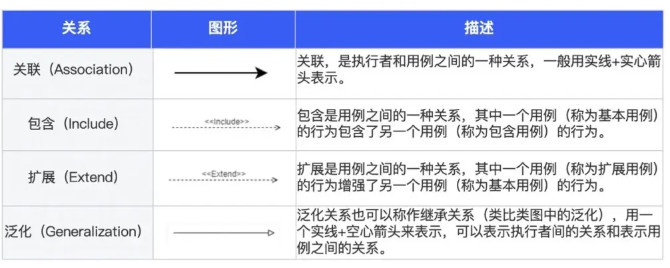 关系 图形 描述
关联（Association）
关联，是执行者和用例之间的一种关系，一般用实线+实心箭
头表示。
包含（Include）
<<Include>>
包含是用例之间的一种关系，其中一个用例（称为基本用例）
的行为包含了另一个用例（称为包含用例）的行为。
扩展（Extend）
<<Extend>>
扩展是用例之间的一种关系，其中一个用例（称为扩展用例）
的行为增强了另一个用例（称为基本用例）的行为。
泛化（Generalization）
泛化关系也可以称作继承关系（类比类图中的泛化），用一
个实线+空心箭头来表示，可以表示执行者间的关系和表示用
例之间的关系。